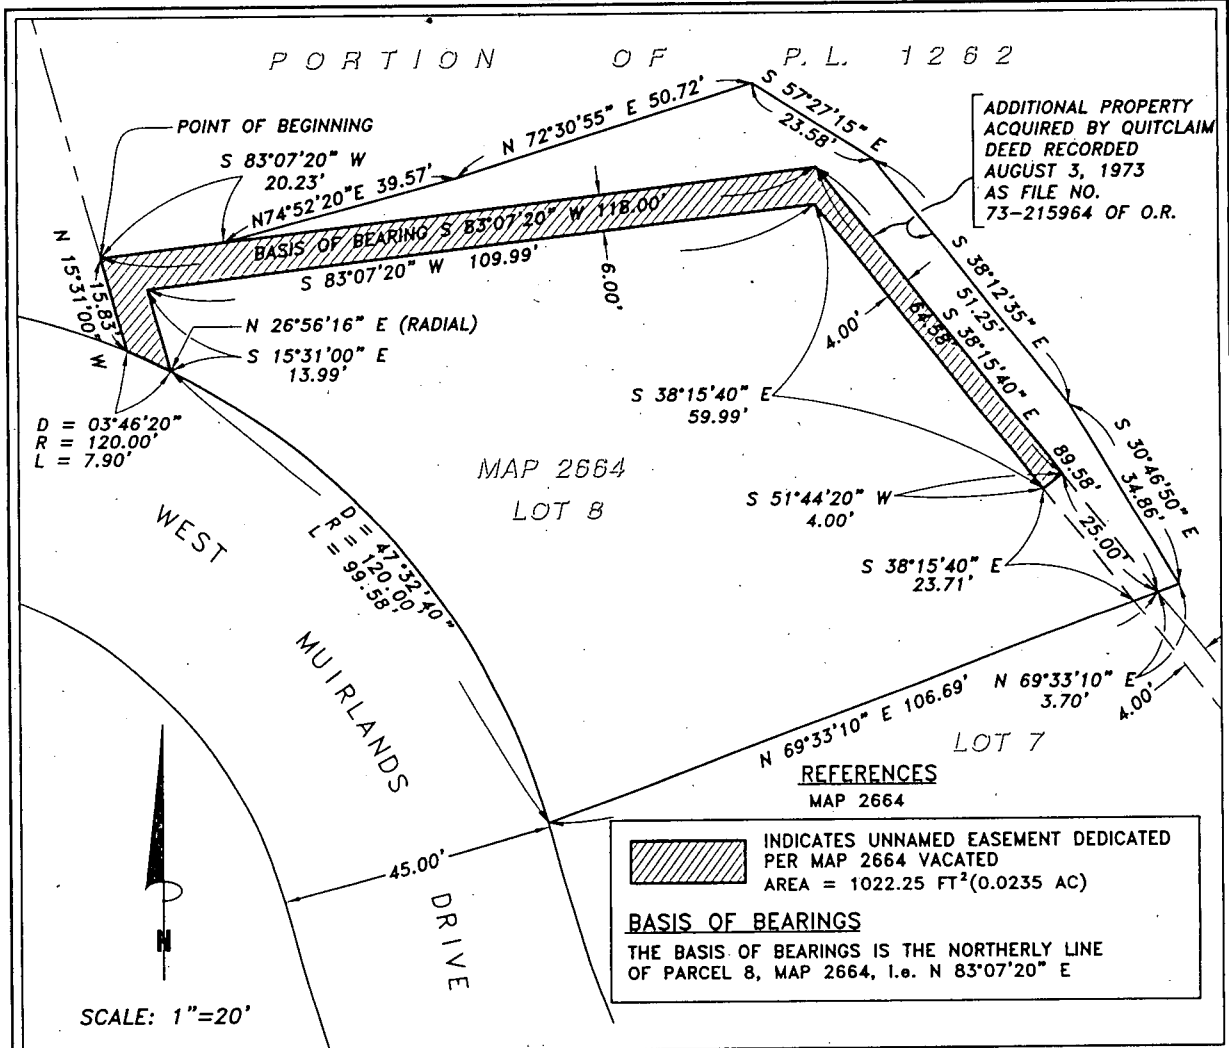 PORTION OF P.L. 1262
POINT OF BEGINNING
S 83°07'20" W
20.23'
N74°52'20"E 39.57'
N 72°30'55" E 50.72'
S 57°27'15" E
23.58'
ADDITIONAL PROPERTY
ACQUIRED BY QUITCLAIM
DEED RECORDED
AUGUST 3, 1973
AS FILE NO.
73-215964 OF O.R.
BASIS OF BEARING S 83°07'20" W 118.00'
S 83°07'20" W 109.99'
6.00'
N 15°31'00" W
15.83'
N 26°56'16" E (RADIAL)
S 15°31'00" E
13.99'
D = 03°46'20"
R = 120.00'
L = 7.90'
4.00'
64.58'
S 38°15'40" E
89.58'
S 38°12'35" E
51.25'
S 38°15'40" E
59.99'
S 30°46'50" E
34.86'
25.00'
MAP 2664
LOT 8
S 51°44'20" W
4.00'
S 38°15'40" E
23.71'
D = 47°32'40"
R = 120.00'
L = 99.58'
WEST
MUIRLANDS
DRIVE
N 69°33'10" E 106.69'
N 69°33'10" E
3.70'
4.00'
LOT 7
REFERENCES
MAP 2664
45.00'
INDICATES UNNAMED EASEMENT DEDICATED
PER MAP 2664 VACATED
AREA = 1022.25 FT²(0.0235 AC)
BASIS OF BEARINGS
THE BASIS OF BEARINGS IS THE NORTHERLY LINE
OF PARCEL 8, MAP 2664, I.e. N 83°07'20" E
N
SCALE: 1"=20'